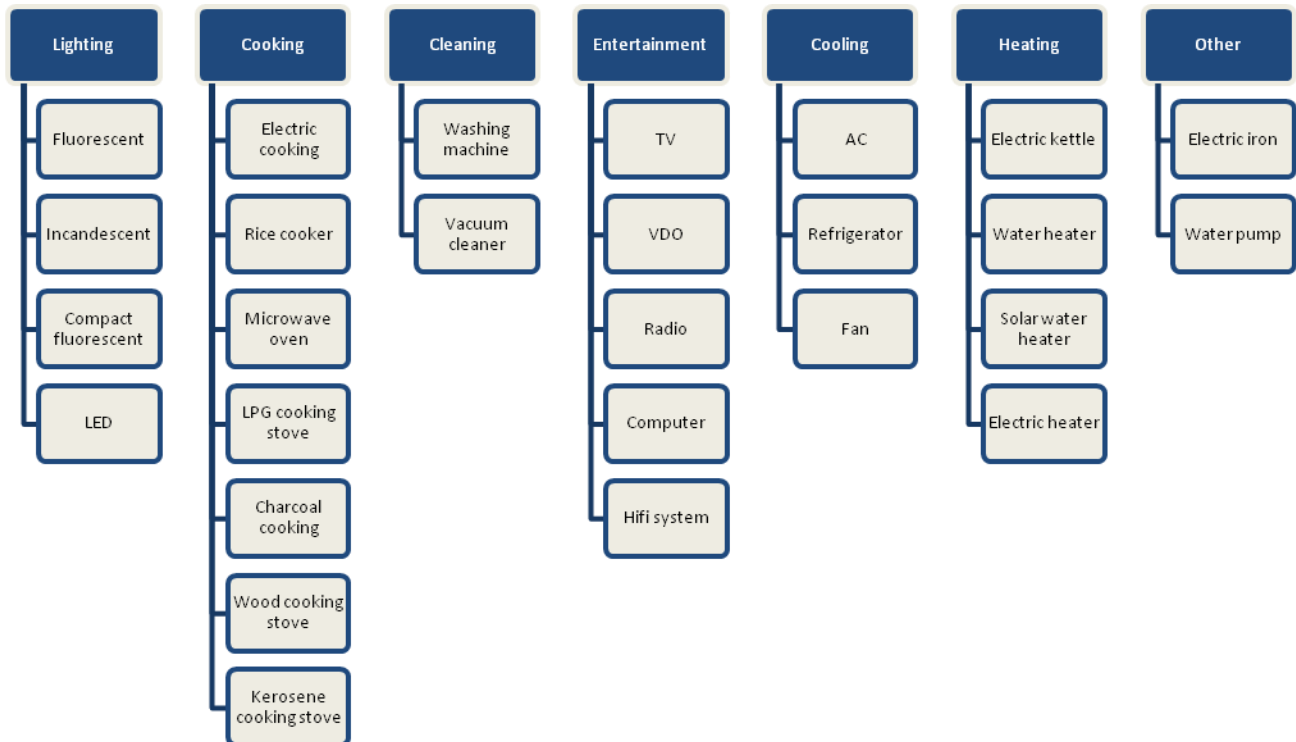 Lighting
Fluorescent
Incandescent
Compact
fluorescent
LED
Cooking
Electric
cooking
Rice cooker
Microwave
oven
LPG cooking
stove
Charcoal
cooking
Wood cooking
stove
Kerosene
cooking stove
Cleaning
Washing
machine
Vacuum
cleaner
Entertainment
TV
VDO
Radio
Computer
Hifi system
Cooling
AC
Refrigerator
Fan
Heating
Electric kettle
Water heater
Solar water
heater
Electric heater
Other
Electric iron
Water pump